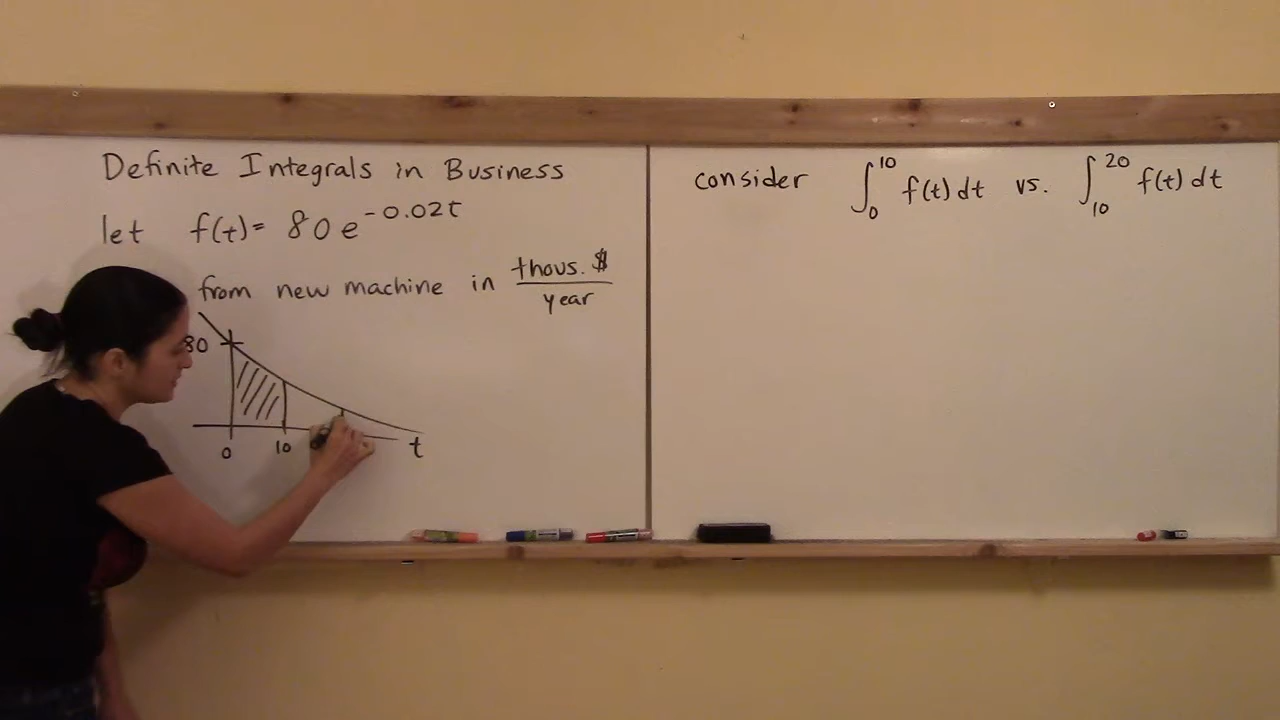 Definite Integrals in Business
let f(t)= 80e^{-0.02t}
from new machine in thous. $ / year
80
0 10 t
consider ∫_0^10 f(t) dt vs. ∫_10^20 f(t) dt